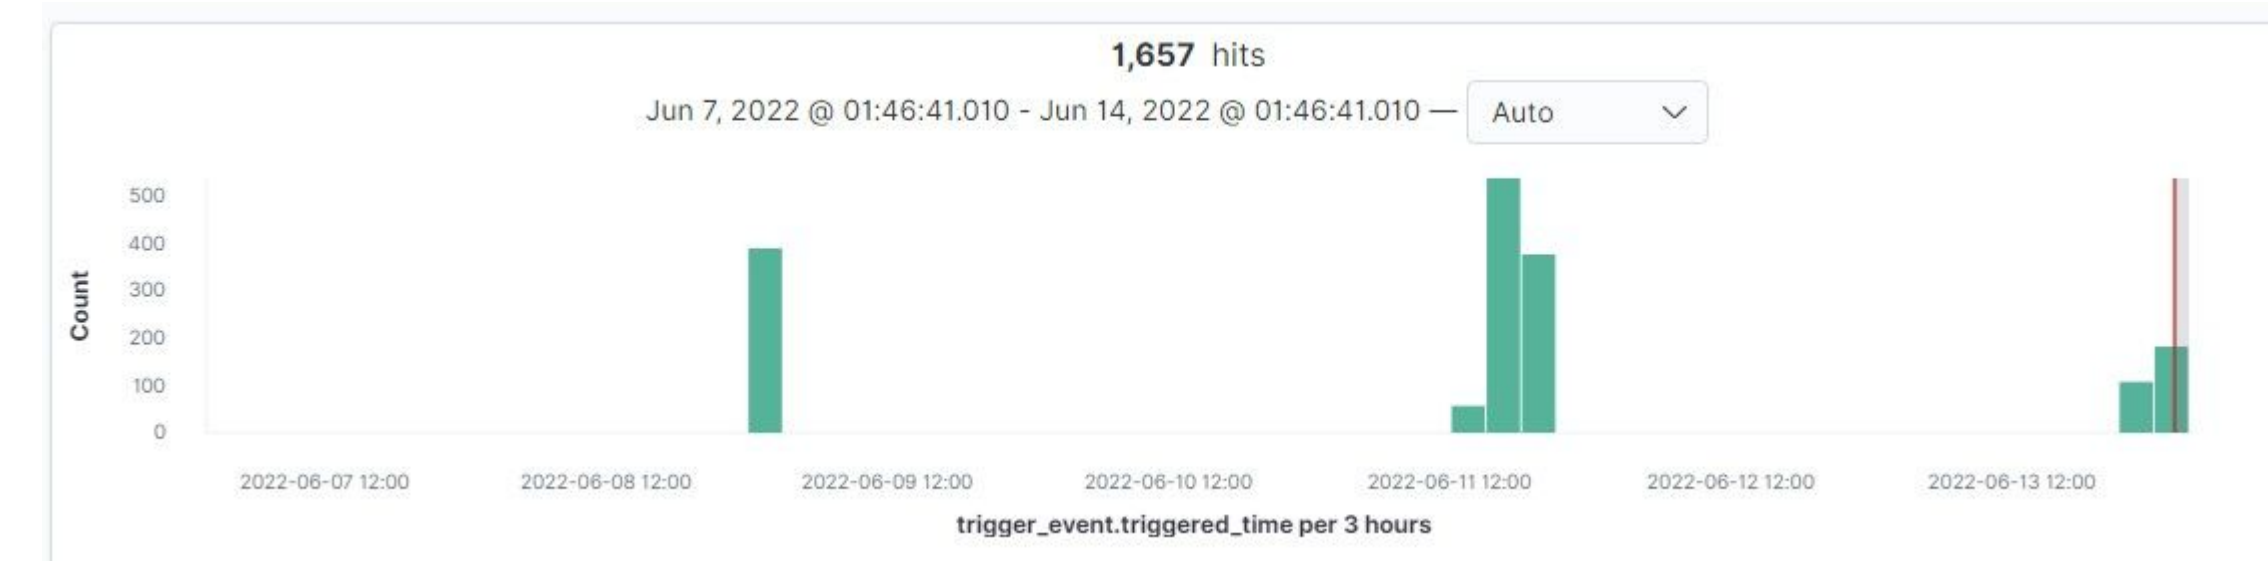 1,657 hits
Jun 7, 2022 @ 01:46:41.010 - Jun 14, 2022 @ 01:46:41.010 — Auto
500
400
300
200
100
0
Count
2022-06-07 12:00 2022-06-08 12:00 2022-06-09 12:00 2022-06-10 12:00 2022-06-11 12:00 2022-06-12 12:00 2022-06-13 12:00
trigger_event.triggered_time per 3 hours